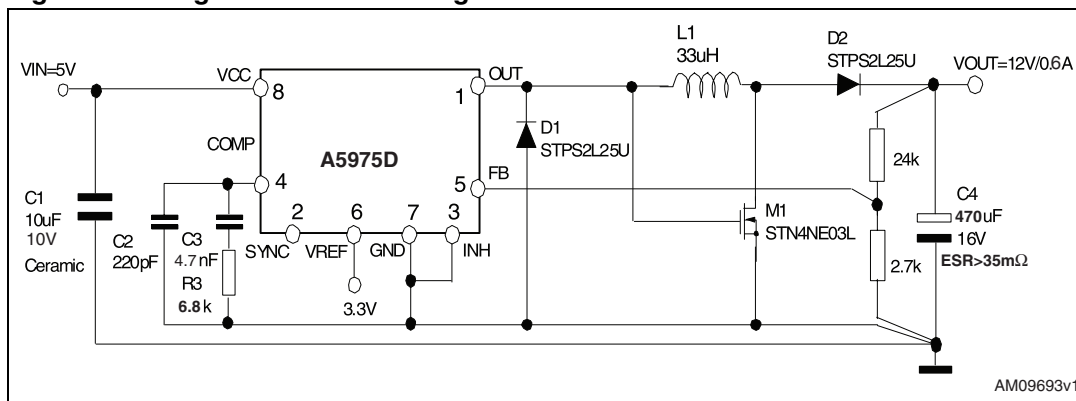 L1
33uH
D2
STPS2L25U
VIN=5V
VOUT=12V/0.6A
VCC
8
OUT
1
COMP
A5975D
D1
STPS2L25U
FB
5
4
24k
C1
10uF
10V
Ceramic
C2
220pF
C3
4.7nF
R3
6.8k
2
SYNC
6
VREF
7
GND
3
INH
3.3V
M1
STN4NE03L
2.7k
C4
470uF
16V
ESR>35mΩ
AM09693v1